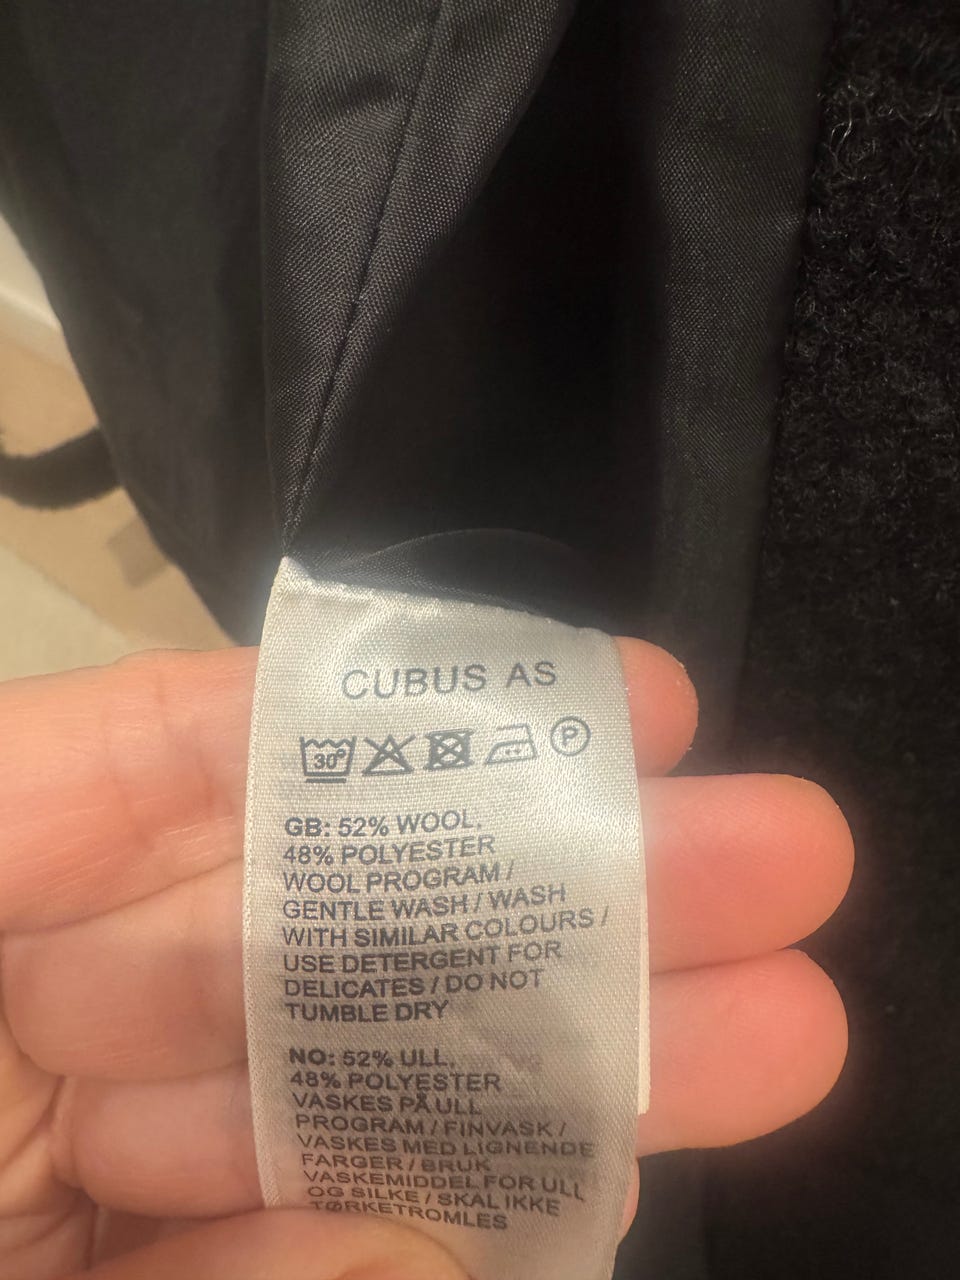 CUBUS AS
30° P
GB: 52% WOOL,
48% POLYESTER
WOOL PROGRAM /
GENTLE WASH / WASH
WITH SIMILAR COLOURS /
USE DETERGENT FOR
DELICATES / DO NOT
TUMBLE DRY
NO: 52% ULL,
48% POLYESTER
VASKES PÅ ULL
PROGRAM / FINVASK /
VASKES MED LIGNENDE
FARGER / BRUK
VASKEMIDDEL FOR ULL
OG SILKE / SKAL IKKE
TØRKETROMLES